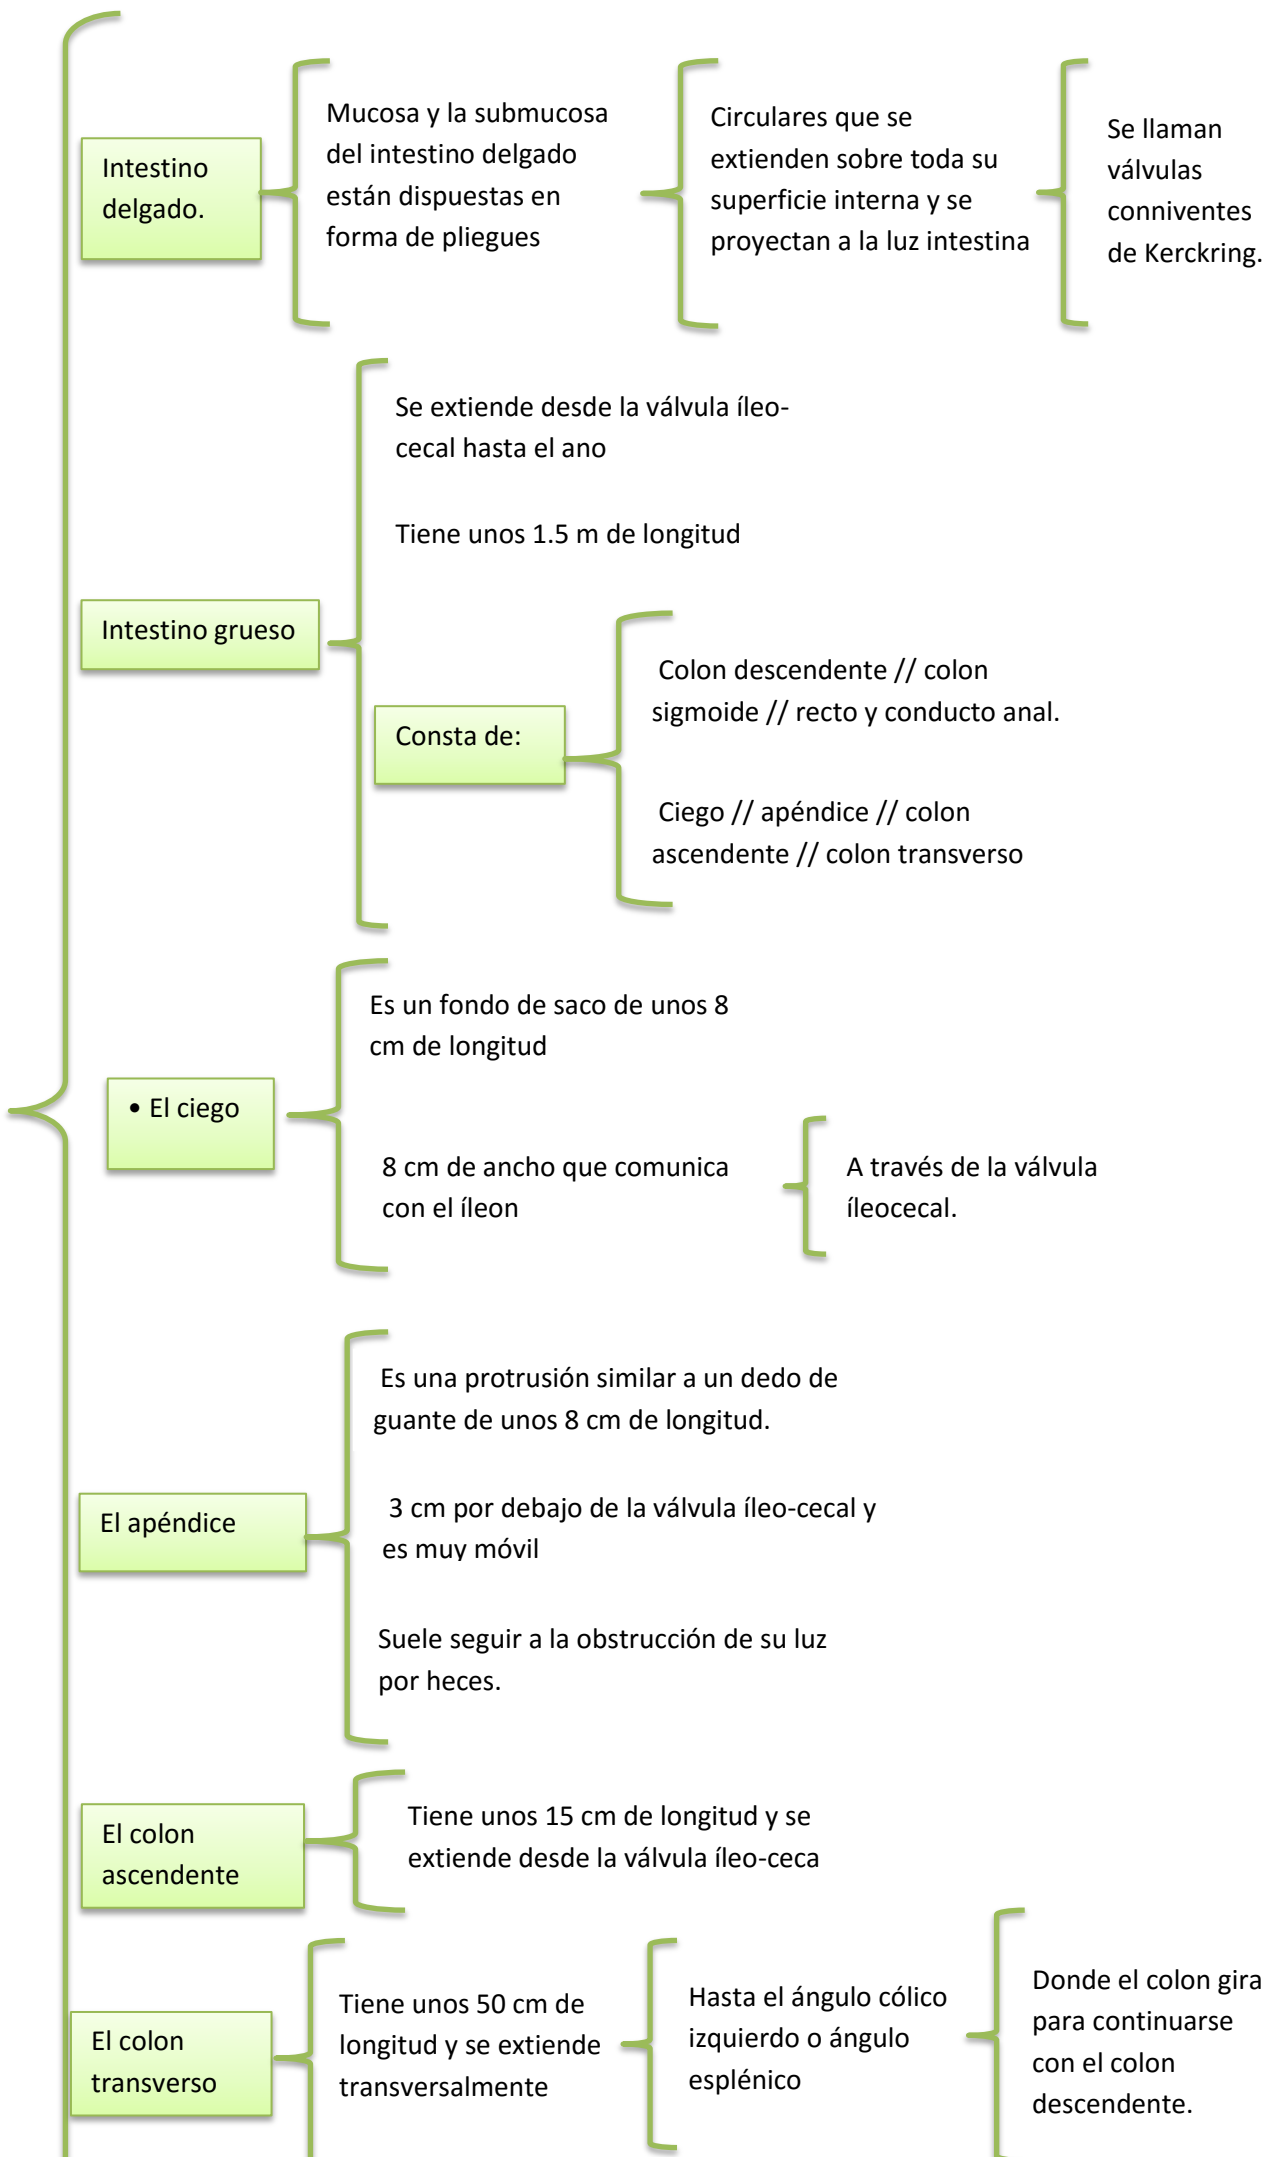 Intestino
delgado.
Mucosa y la submucosa
del intestino delgado
están dispuestas en
forma de pliegues
Circulares que se
extienden sobre toda su
superficie interna y se
proyectan a la luz intestina
Se llaman
válvulas
conniventes
de Kerckring.
Intestino grueso
Se extiende desde la válvula íleo-
cecal hasta el ano
Tiene unos 1.5 m de longitud
Consta de:
Colon descendente // colon
sigmoide // recto y conducto anal.
Ciego // apéndice // colon
ascendente // colon transverso
• El ciego
Es un fondo de saco de unos 8
cm de longitud
8 cm de ancho que comunica
con el íleon
A través de la válvula
íleocecal.
El apéndice
Es una protrusión similar a un dedo de
guante de unos 8 cm de longitud.
3 cm por debajo de la válvula íleo-cecal y
es muy móvil
Suele seguir a la obstrucción de su luz
por heces.
El colon
ascendente
Tiene unos 15 cm de longitud y se
extiende desde la válvula íleo-ceca
El colon
transverso
Tiene unos 50 cm de
longitud y se extiende
transversalmente
Hasta el ángulo cólico
izquierdo o ángulo
esplénico
Donde el colon gira
para continuarse
con el colon
descendente.